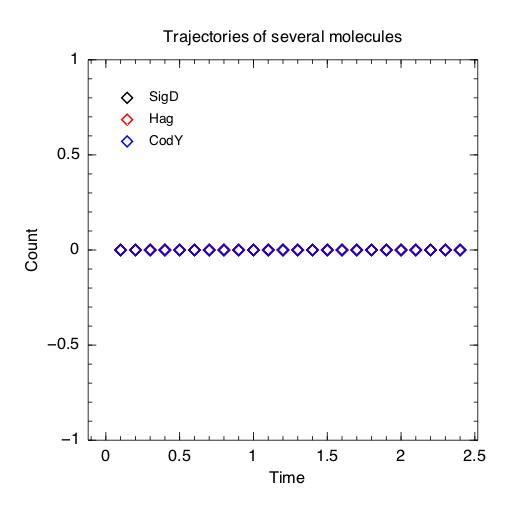 Trajectories of several molecules
1
SigD
Hag
CodY
0.5
0
−0.5
−1
Count
0 0.5 1 1.5 2 2.5
Time